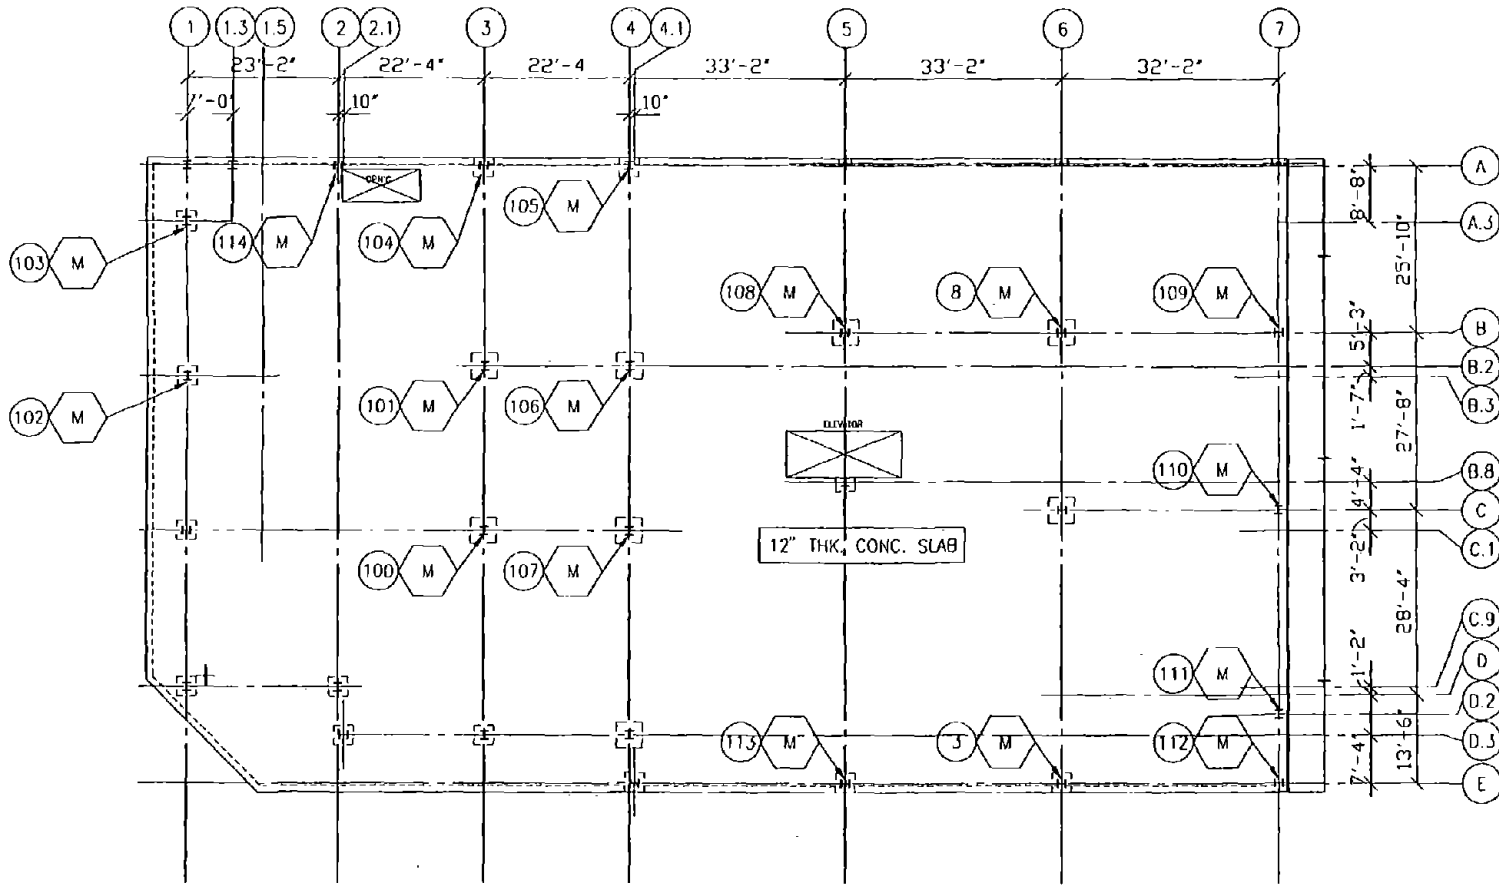 1 1.3 1.5 2 2.1 3 4 4.1 5 6 7
23'-2" 22'-4" 22'-4 33'-2" 33'-2" 32'-2"
7'-0" 10" 10"
A
8'-8"
OPN'G
105 M
A.3
114 M
104 M
25'-10"
103 M
108 M
8 M
109 M
B
5'-3"
B.2
101 M
106 M
B.3
102 M
1'-7"
ELEVATOR
27'-8"
110 M
B.8
4'-4"
C
12" THK. CONC. SLAB
C.1
3'-2"
100 M
107 M
28'-4"
C.9
1'-2"
D
111 M
D.2
113 M
3 M
112 M
D.3
7'-4"
13'-6"
E